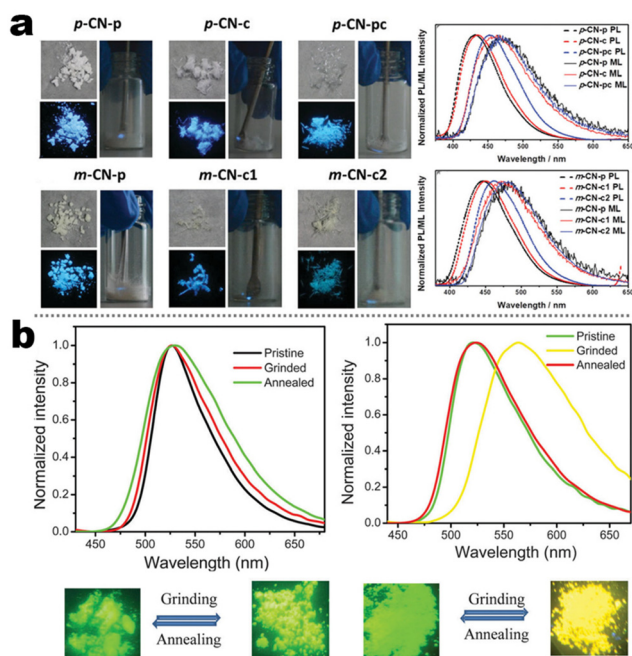 a
p-CN-p
p-CN-c
p-CN-pc
m-CN-p
m-CN-c1
m-CN-c2
Normalized PL/ML Intensity
p-CN-p PL
p-CN-c PL
p-CN-pc PL
p-CN-p ML
p-CN-c ML
p-CN-pc ML
400 450 500 550 600 650
Wavelength / nm
Normalized PL/ML Intensity
m-CN-p PL
m-CN-c1 PL
m-CN-c2 PL
m-CN-p ML
m-CN-c1 ML
m-CN-c2 ML
400 450 500 550 600 650
Wavelength / nm
b
Normalized intensity
1.0
0.8
0.6
0.4
0.2
0.0
Pristine
Grinded
Annealed
450 500 550 600 650
Wavelength (nm)
Normalized intensity
1.0
0.8
0.6
0.4
0.2
0.0
Pristine
Grinded
Annealed
450 500 550 600 650
Wavelength (nm)
Grinding
Annealing
Grinding
Annealing